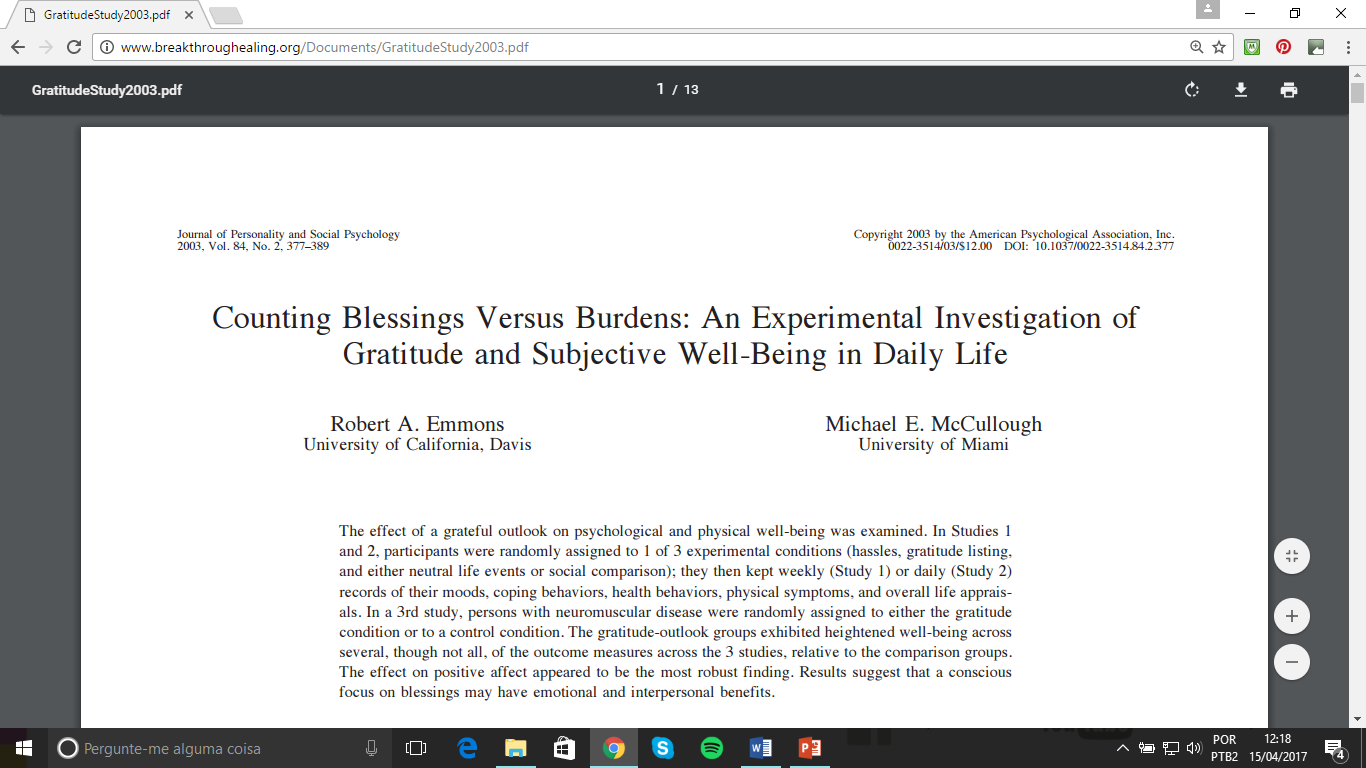 GratitudeStudy2003.pdf
www.breakthroughealing.org/Documents/GratitudeStudy2003.pdf
GratitudeStudy2003.pdf
1 / 13
Journal of Personality and Social Psychology
2003, Vol. 84, No. 2, 377–389
Copyright 2003 by the American Psychological Association, Inc.
0022-3514/03/$12.00 DOI: 10.1037/0022-3514.84.2.377
Counting Blessings Versus Burdens: An Experimental Investigation of
Gratitude and Subjective Well-Being in Daily Life
Robert A. Emmons
University of California, Davis
Michael E. McCullough
University of Miami
The effect of a grateful outlook on psychological and physical well-being was examined. In Studies 1
and 2, participants were randomly assigned to 1 of 3 experimental conditions (hassles, gratitude listing,
and either neutral life events or social comparison); they then kept weekly (Study 1) or daily (Study 2)
records of their moods, coping behaviors, health behaviors, physical symptoms, and overall life apprais-
als. In a 3rd study, persons with neuromuscular disease were randomly assigned to either the gratitude
condition or to a control condition. The gratitude-outlook groups exhibited heightened well-being across
several, though not all, of the outcome measures across the 3 studies, relative to the comparison groups.
The effect on positive affect appeared to be the most robust finding. Results suggest that a conscious
focus on blessings may have emotional and interpersonal benefits.
Pergunte-me alguma coisa
POR
PTB2
12:18
15/04/2017
4